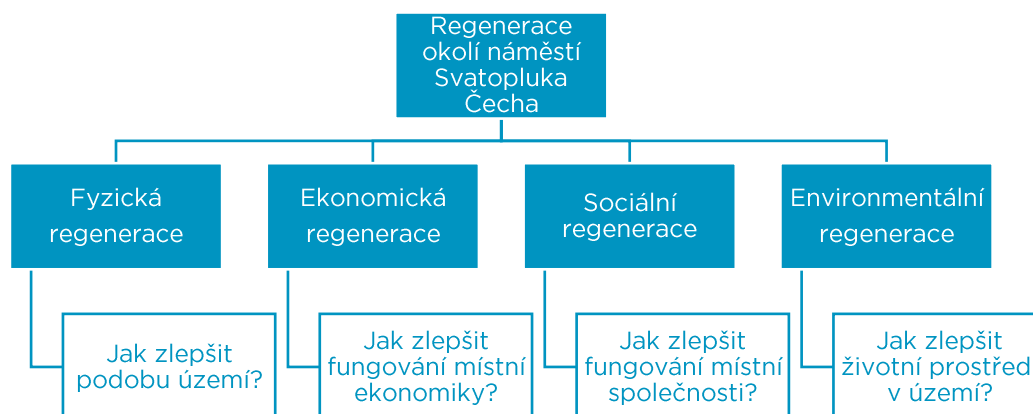 Regenerace
okolí náměstí
Svatopluka
Čecha
Fyzická
regenerace
Ekonomická
regenerace
Sociální
regenerace
Environmentální
regenerace
Jak zlepšit
podobu území?
Jak zlepšit
fungování místní
ekonomiky?
Jak zlepšit
fungování místní
společnosti?
Jak zlepšit
životní prostřed
v území?